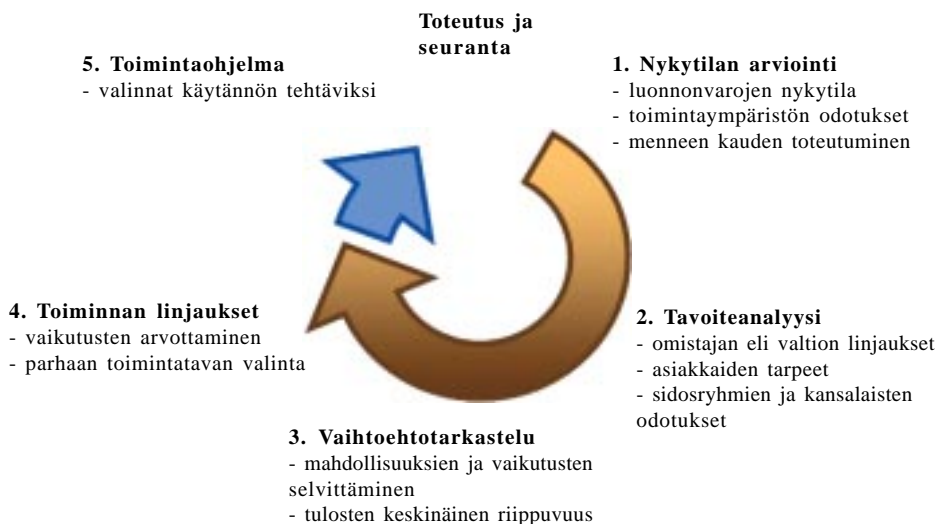 Toteutus ja
seuranta
1. Nykytilan arviointi
- luonnonvarojen nykytila
- toimintaympäristön odotukset
- menneen kauden toteutuminen
2. Tavoiteanalyysi
- omistajan eli valtion linjaukset
- asiakkaiden tarpeet
- sidosryhmien ja kansalaisten
odotukset
3. Vaihtoehtotarkastelu
- mahdollisuuksien ja vaikutusten
selvittäminen
- tulosten keskinäinen riippuvuus
4. Toiminnan linjaukset
- vaikutusten arvottaminen
- parhaan toimintatavan valinta
5. Toimintaohjelma
- valinnat käytännön tehtäviksi